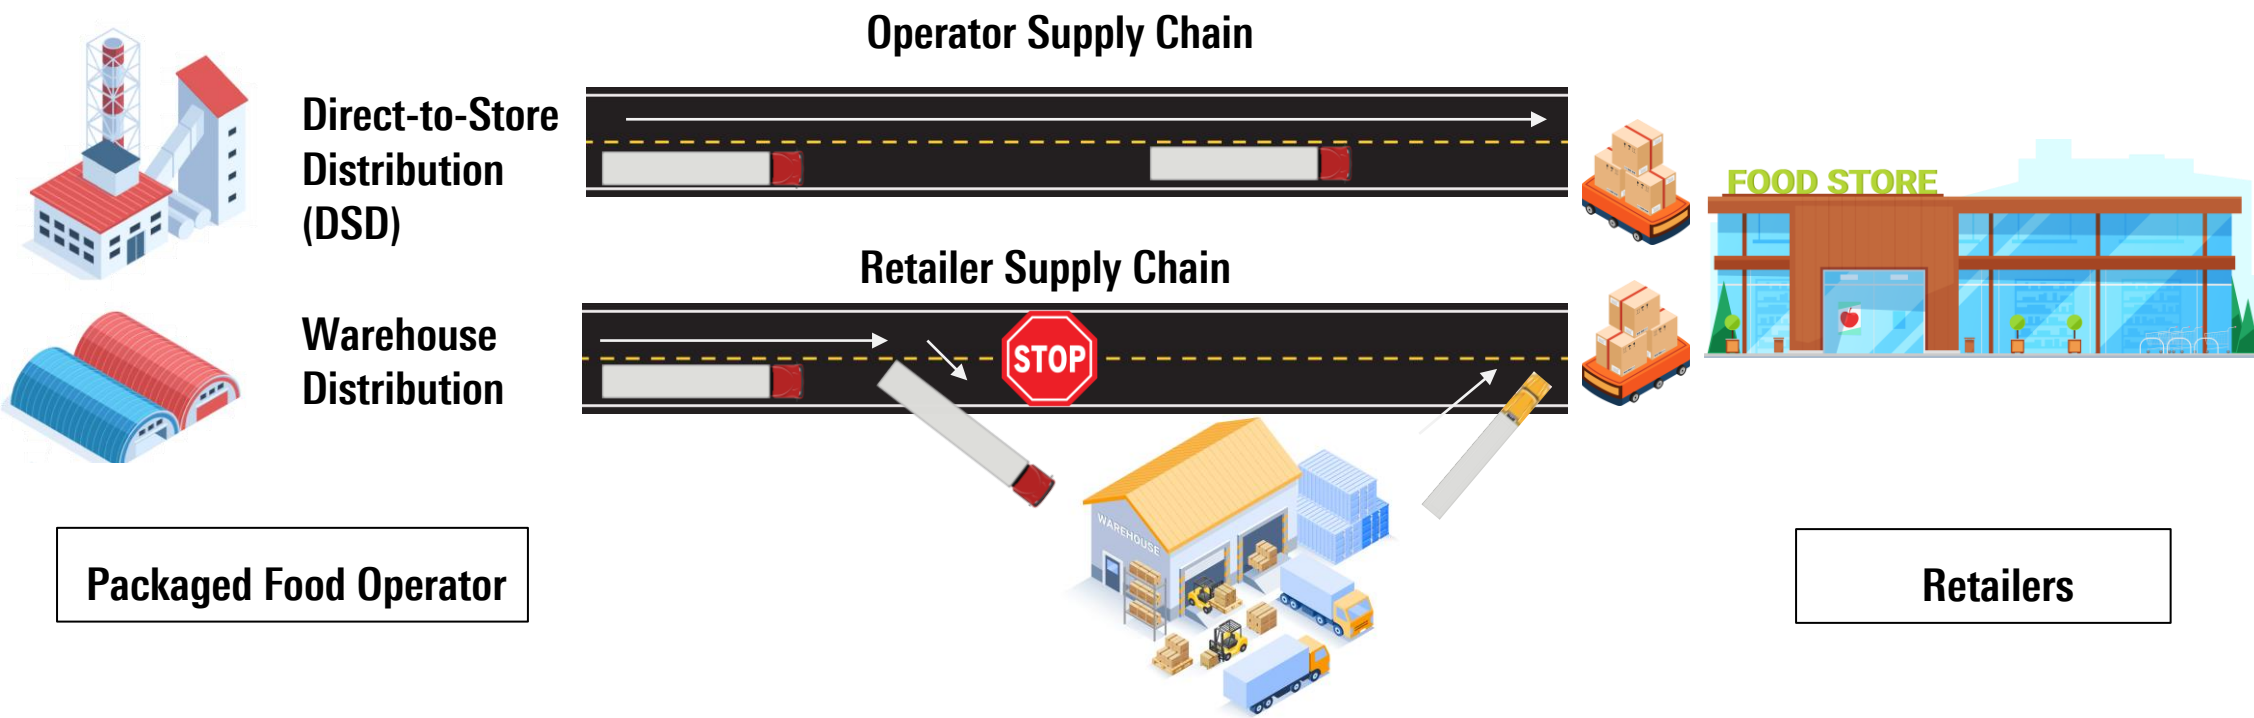 Operator Supply Chain
Direct-to-Store
Distribution
(DSD)
FOOD STORE
Retailer Supply Chain
Warehouse
Distribution
STOP
WAREHOUSE
Packaged Food Operator
Retailers